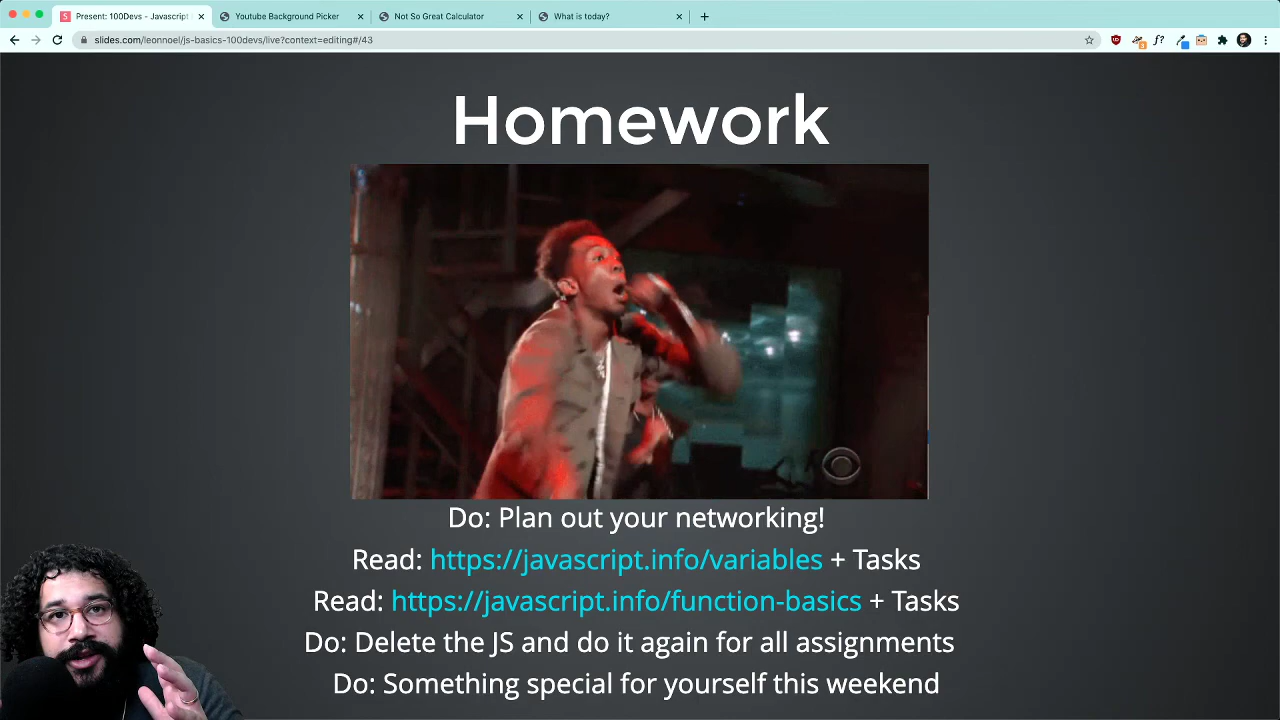 Present: 100Devs - Javascript
Youtube Background Picker
Not So Great Calculator
What is today?
slides.com/leonnoel/js-basics-100devs/live?context=editing#/43
Homework
Do: Plan out your networking!
Read: https://javascript.info/variables + Tasks
Read: https://javascript.info/function-basics + Tasks
Do: Delete the JS and do it again for all assignments
Do: Something special for yourself this weekend